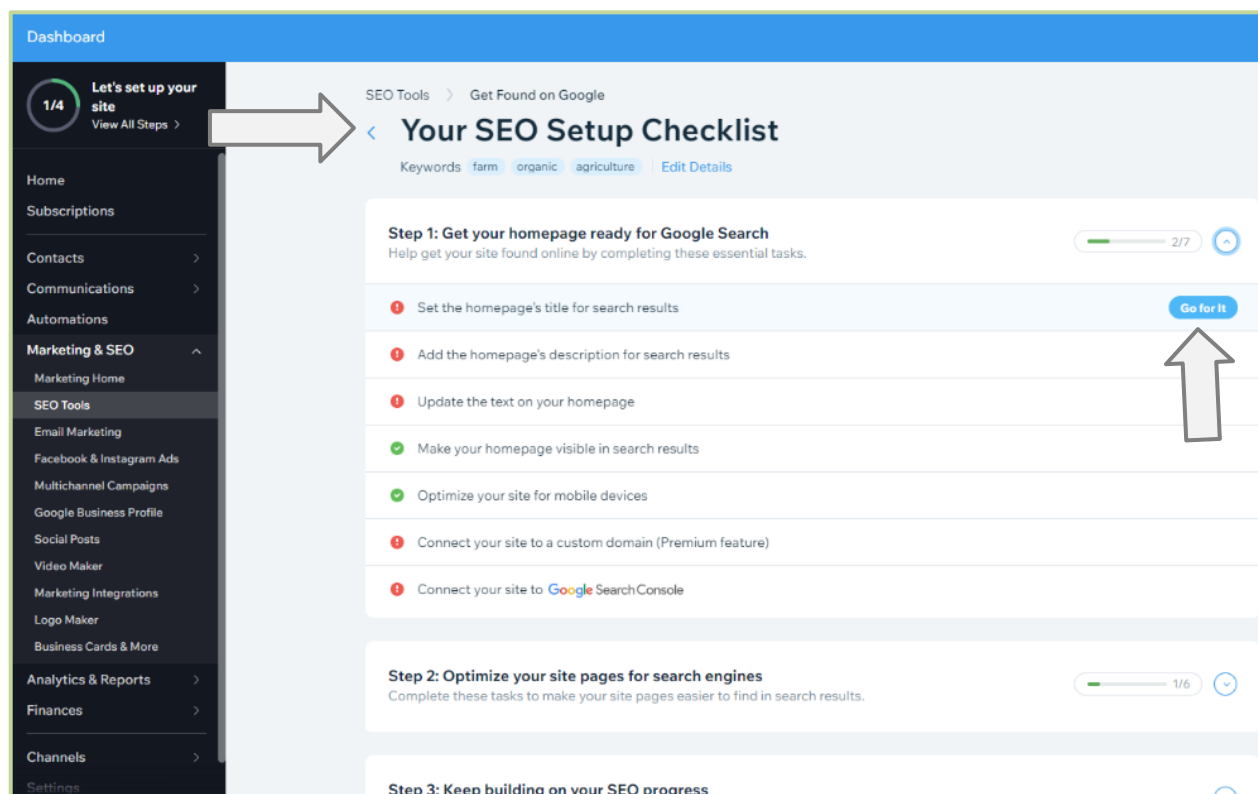 Dashboard
1/4
Let's set up your
site
View All Steps >
Home
Subscriptions
Contacts
Communications
Automations
Marketing & SEO
Marketing Home
SEO Tools
Email Marketing
Facebook & Instagram Ads
Multichannel Campaigns
Google Business Profile
Social Posts
Video Maker
Marketing Integrations
Logo Maker
Business Cards & More
Analytics & Reports
Finances
Channels
Settings
SEO Tools > Get Found on Google
Your SEO Setup Checklist
Keywords farm organic agriculture Edit Details
Step 1: Get your homepage ready for Google Search
Help get your site found online by completing these essential tasks.
2/7
Set the homepage's title for search results
Go for It
Add the homepage's description for search results
Update the text on your homepage
Make your homepage visible in search results
Optimize your site for mobile devices
Connect your site to a custom domain (Premium feature)
Connect your site to Google Search Console
Step 2: Optimize your site pages for search engines
Complete these tasks to make your site pages easier to find in search results.
1/6
Step 3: Keep building on your SEO progress